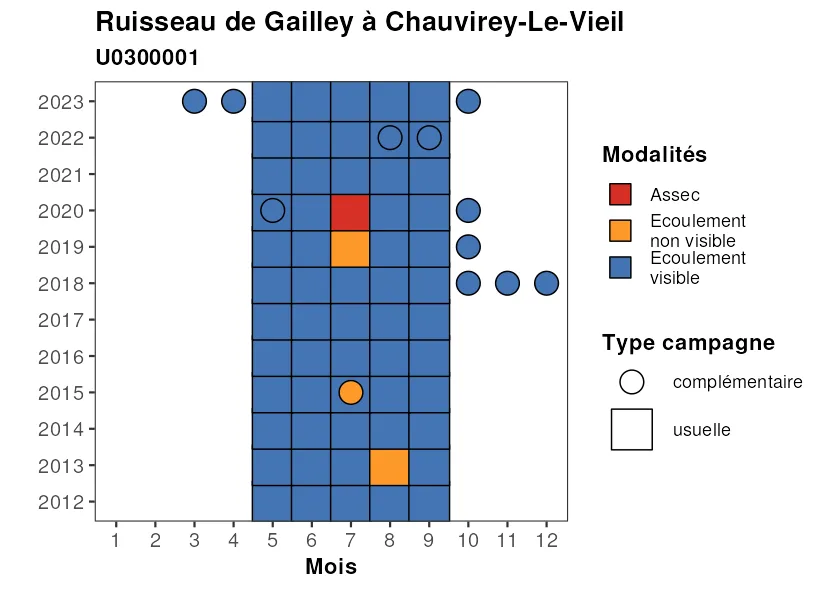 Ruisseau de Gailley à Chauvirey-Le-Vieil
U0300001
2023
2022
2021
2020
2019
2018
2017
2016
2015
2014
2013
2012
1 2 3 4 5 6 7 8 9 10 11 12
Mois
Modalités
Assec
Ecoulement
non visible
Ecoulement
visible
Type campagne
complémentaire
usuelle